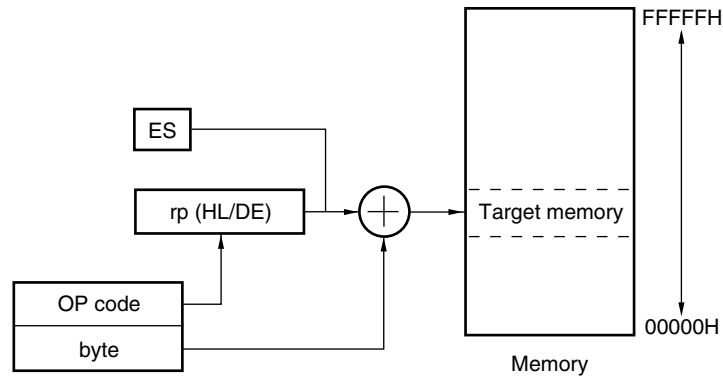 FFFFFH
ES
rp (HL/DE)
Target memory
OP code
byte
00000H
Memory